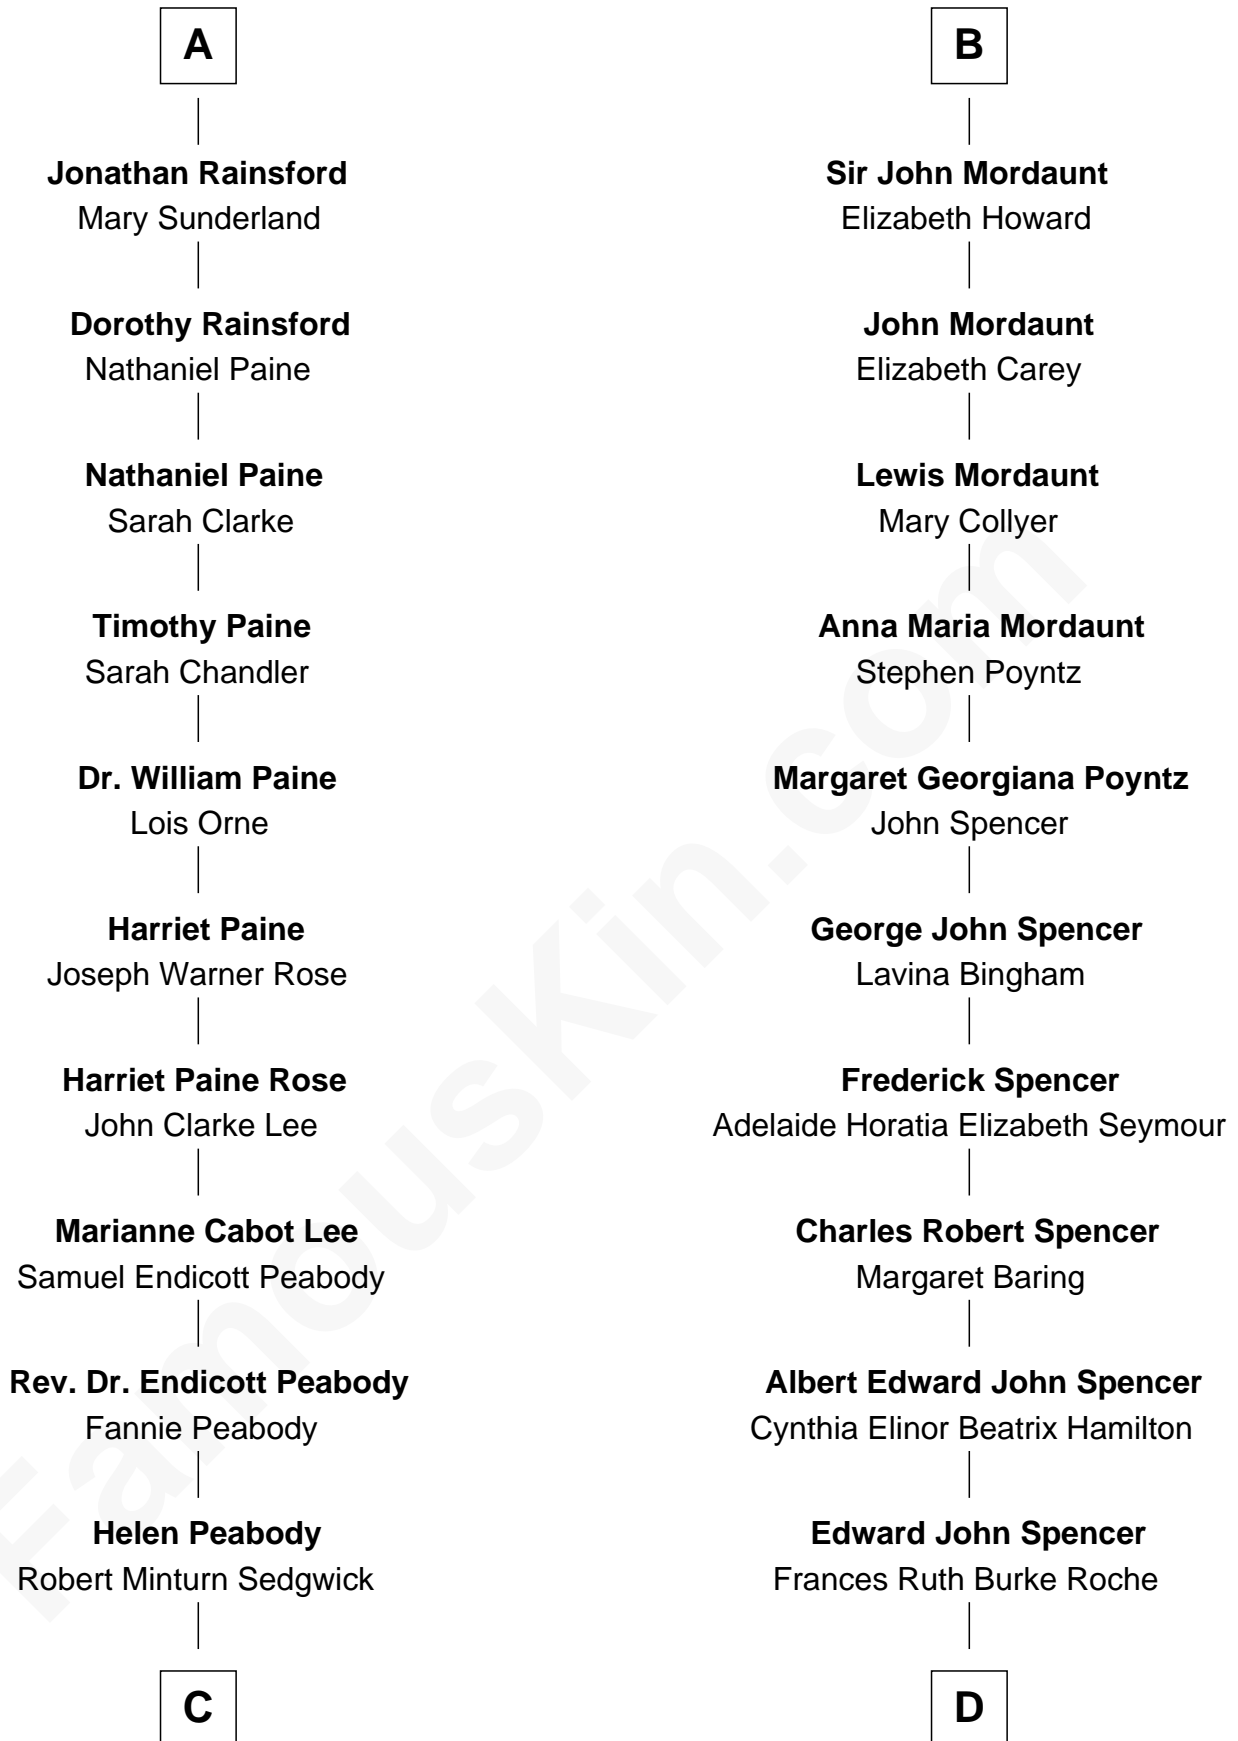 A
Jonathan Rainsford
Mary Sunderland
Dorothy Rainsford
Nathaniel Paine
Nathaniel Paine
Sarah Clarke
Timothy Paine
Sarah Chandler
Dr. William Paine
Lois Orne
Harriet Paine
Joseph Warner Rose
Harriet Paine Rose
John Clarke Lee
Marianne Cabot Lee
Samuel Endicott Peabody
Rev. Dr. Endicott Peabody
Fannie Peabody
Helen Peabody
Robert Minturn Sedgwick
C
B
Sir John Mordaunt
Elizabeth Howard
John Mordaunt
Elizabeth Carey
Lewis Mordaunt
Mary Collyer
Anna Maria Mordaunt
Stephen Poyntz
Margaret Georgiana Poyntz
John Spencer
George John Spencer
Lavina Bingham
Frederick Spencer
Adelaide Horatia Elizabeth Seymour
Charles Robert Spencer
Margaret Baring
Albert Edward John Spencer
Cynthia Elinor Beatrix Hamilton
Edward John Spencer
Frances Ruth Burke Roche
D
FamousKin.com